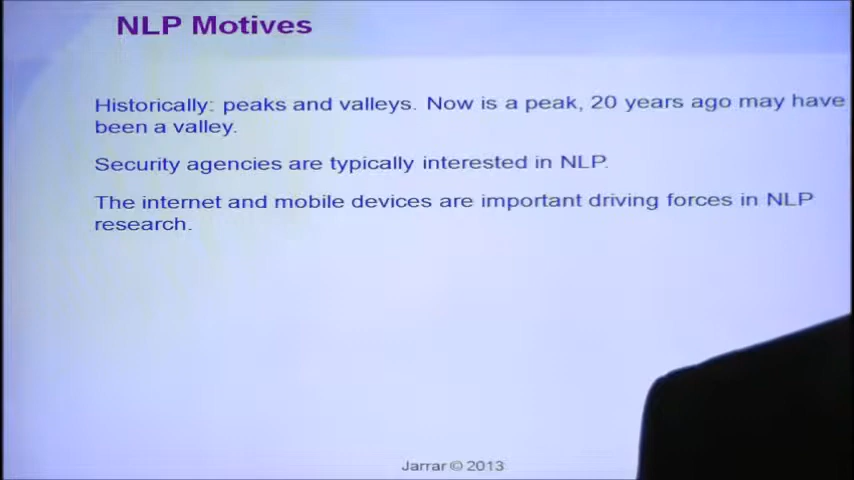 NLP Motives
Historically: peaks and valleys. Now is a peak, 20 years ago may have
been a valley.
Security agencies are typically interested in NLP.
The internet and mobile devices are important driving forces in NLP
research.
Jarrar © 2013